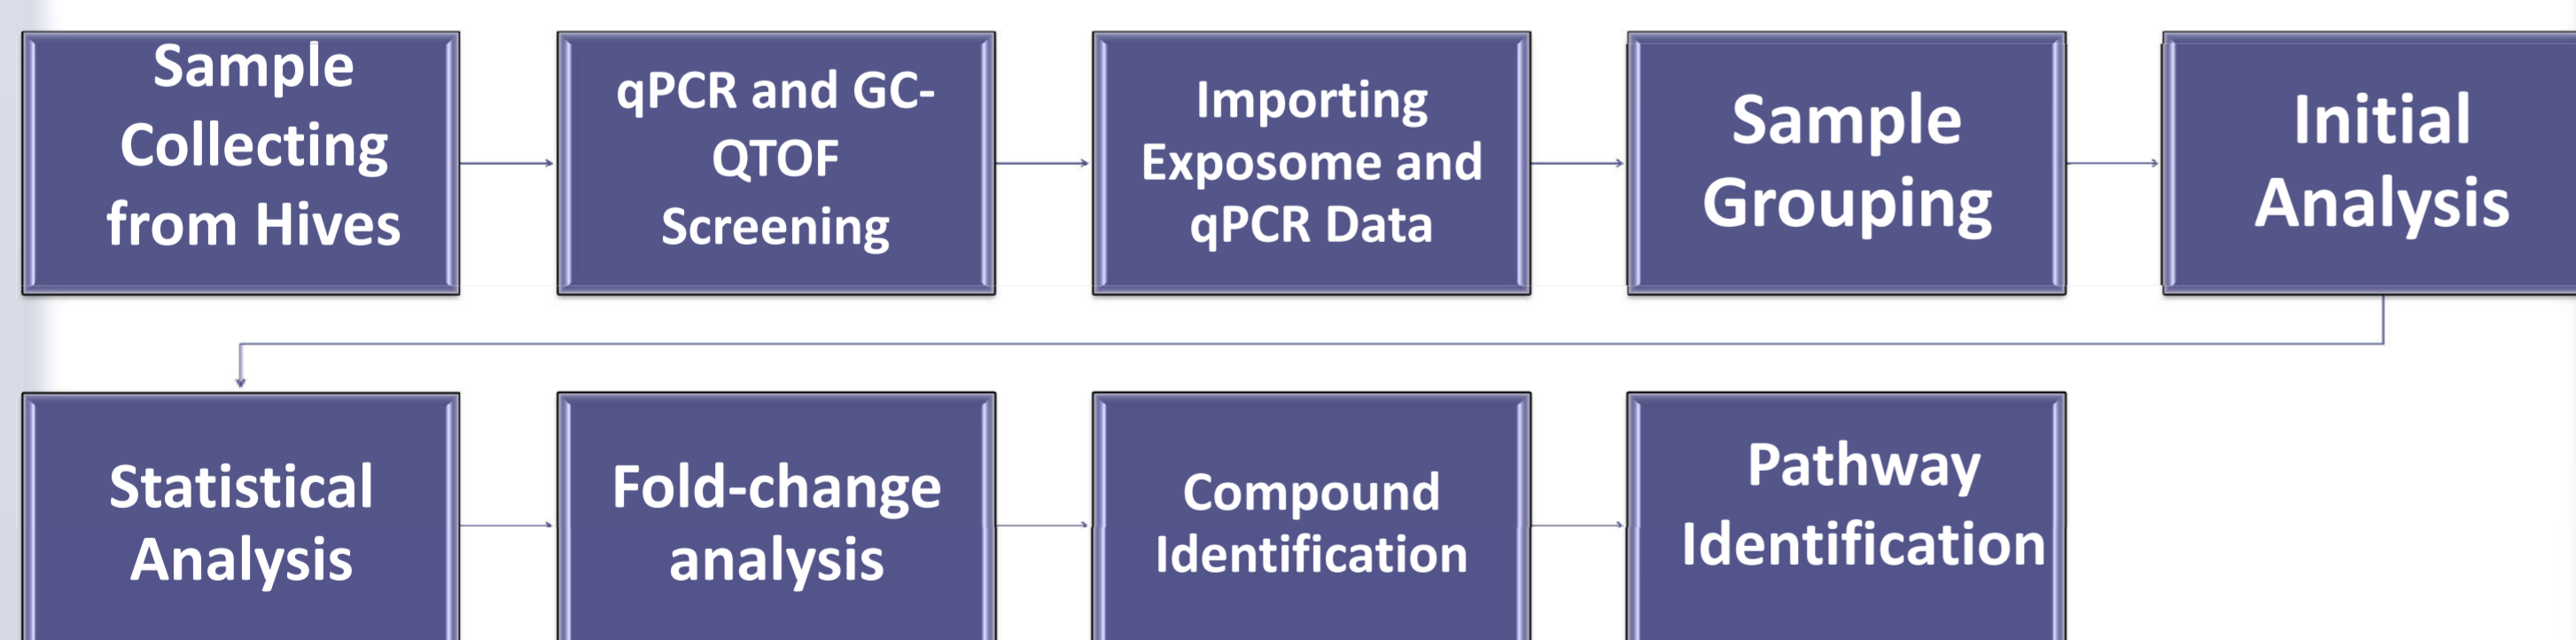 Sample
Collecting
from Hives
qPCR and GC-
QTOF
Screening
Importing
Exposome and
qPCR Data
Sample
Grouping
Initial
Analysis
Statistical
Analysis
Fold-change
analysis
Compound
Identification
Pathway
Identification